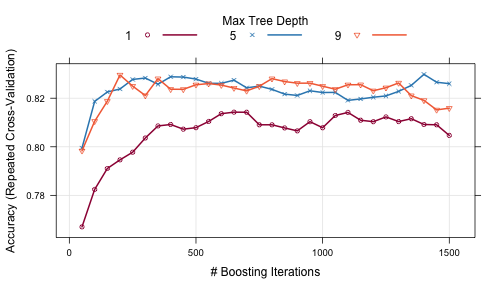 Max Tree Depth
1 5 9
Accuracy (Repeated Cross-Validation)
0.82
0.80
0.78
0 500 1000 1500
# Boosting Iterations